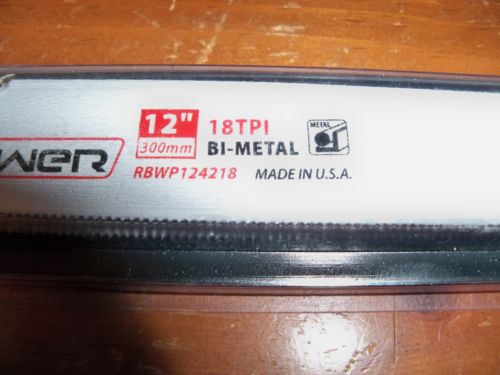 12" 18TPI METAL
300mm BI-METAL
WER
RBWP124218 MADE IN U.S.A.